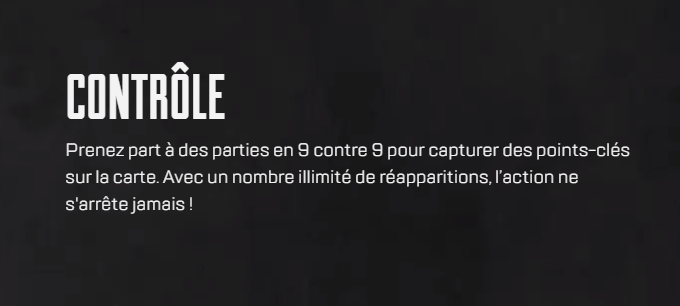 CONTRÔLE
Prenez part à des parties en 9 contre 9 pour capturer des points-clés
sur la carte. Avec un nombre illimité de réapparitions, l’action ne
s'arrête jamais !